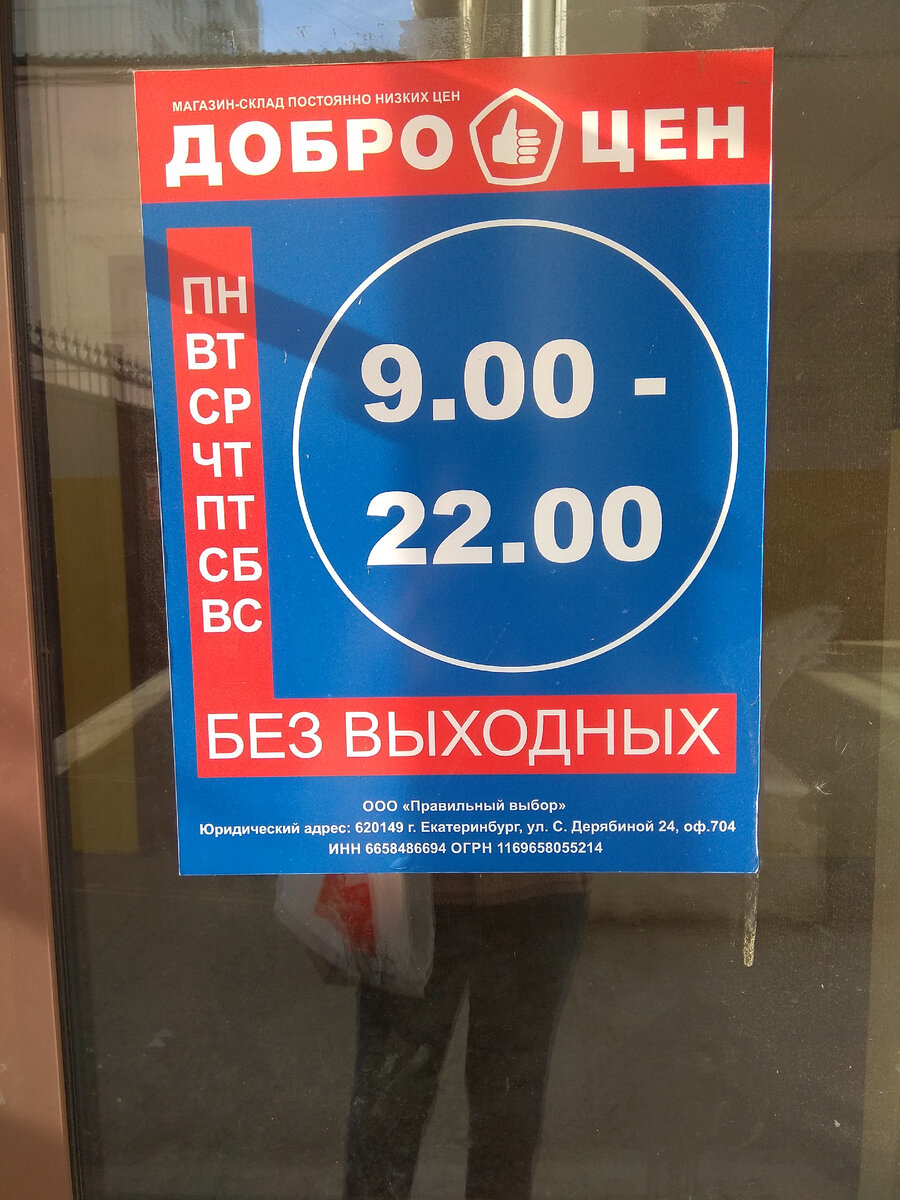 МАГАЗИН-СКЛАД ПОСТОЯННО НИЗКИХ ЦЕН
ДОБРО ЦЕН
ПН
ВТ
СР
ЧТ
ПТ
СБ
ВС
9.00 -
22.00
БЕЗ ВЫХОДНЫХ
ООО «Правильный выбор»
Юридический адрес: 620149 г. Екатеринбург, ул. С. Дерябиной 24, оф.704
ИНН 6658486694 ОГРН 1169658055214